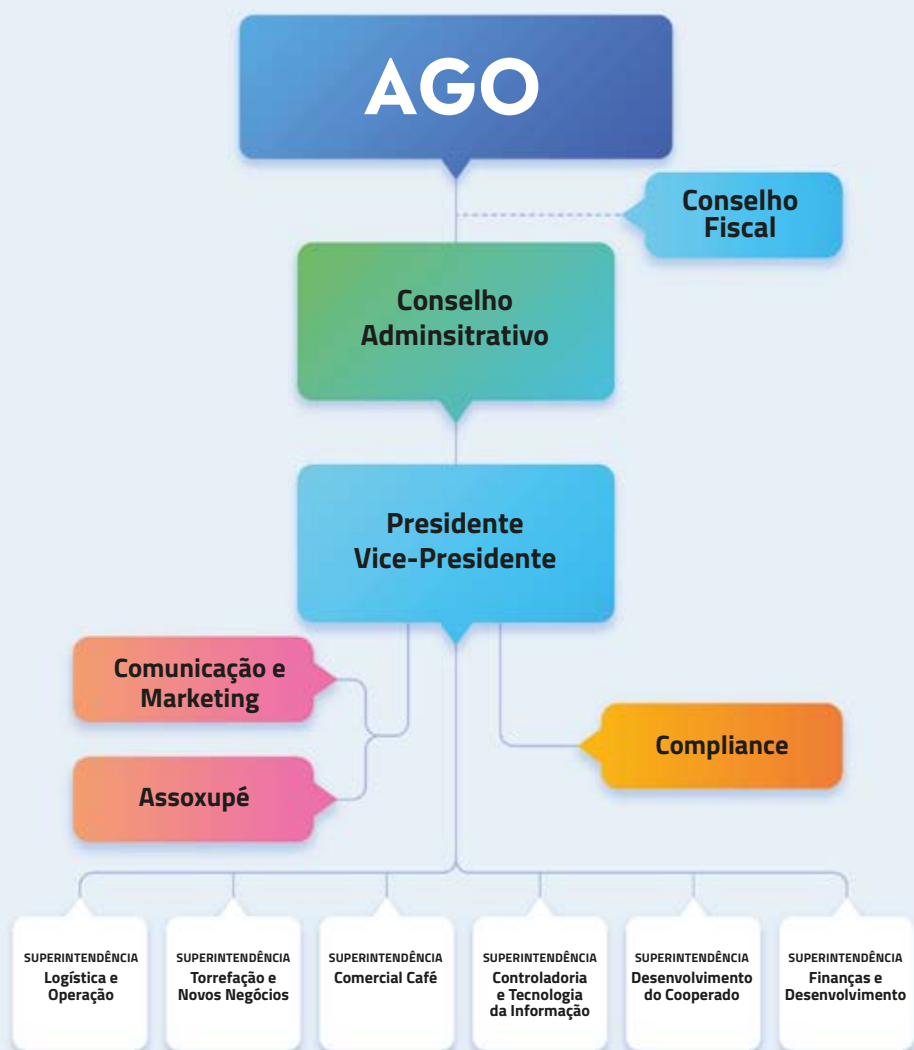 AGO
Conselho
Fiscal
Conselho
Adminsitrativo
Presidente
Vice-Presidente
Comunicação e
Marketing
Compliance
Assoxupé
SUPERINTENDÊNCIA
Logística e
Operação
SUPERINTENDÊNCIA
Torrefação e
Novos Negócios
SUPERINTENDÊNCIA
Comercial Café
SUPERINTENDÊNCIA
Controladoria
e Tecnologia
da Informação
SUPERINTENDÊNCIA
Desenvolvimento
do Cooperado
SUPERINTENDÊNCIA
Finanças e
Desenvolvimento